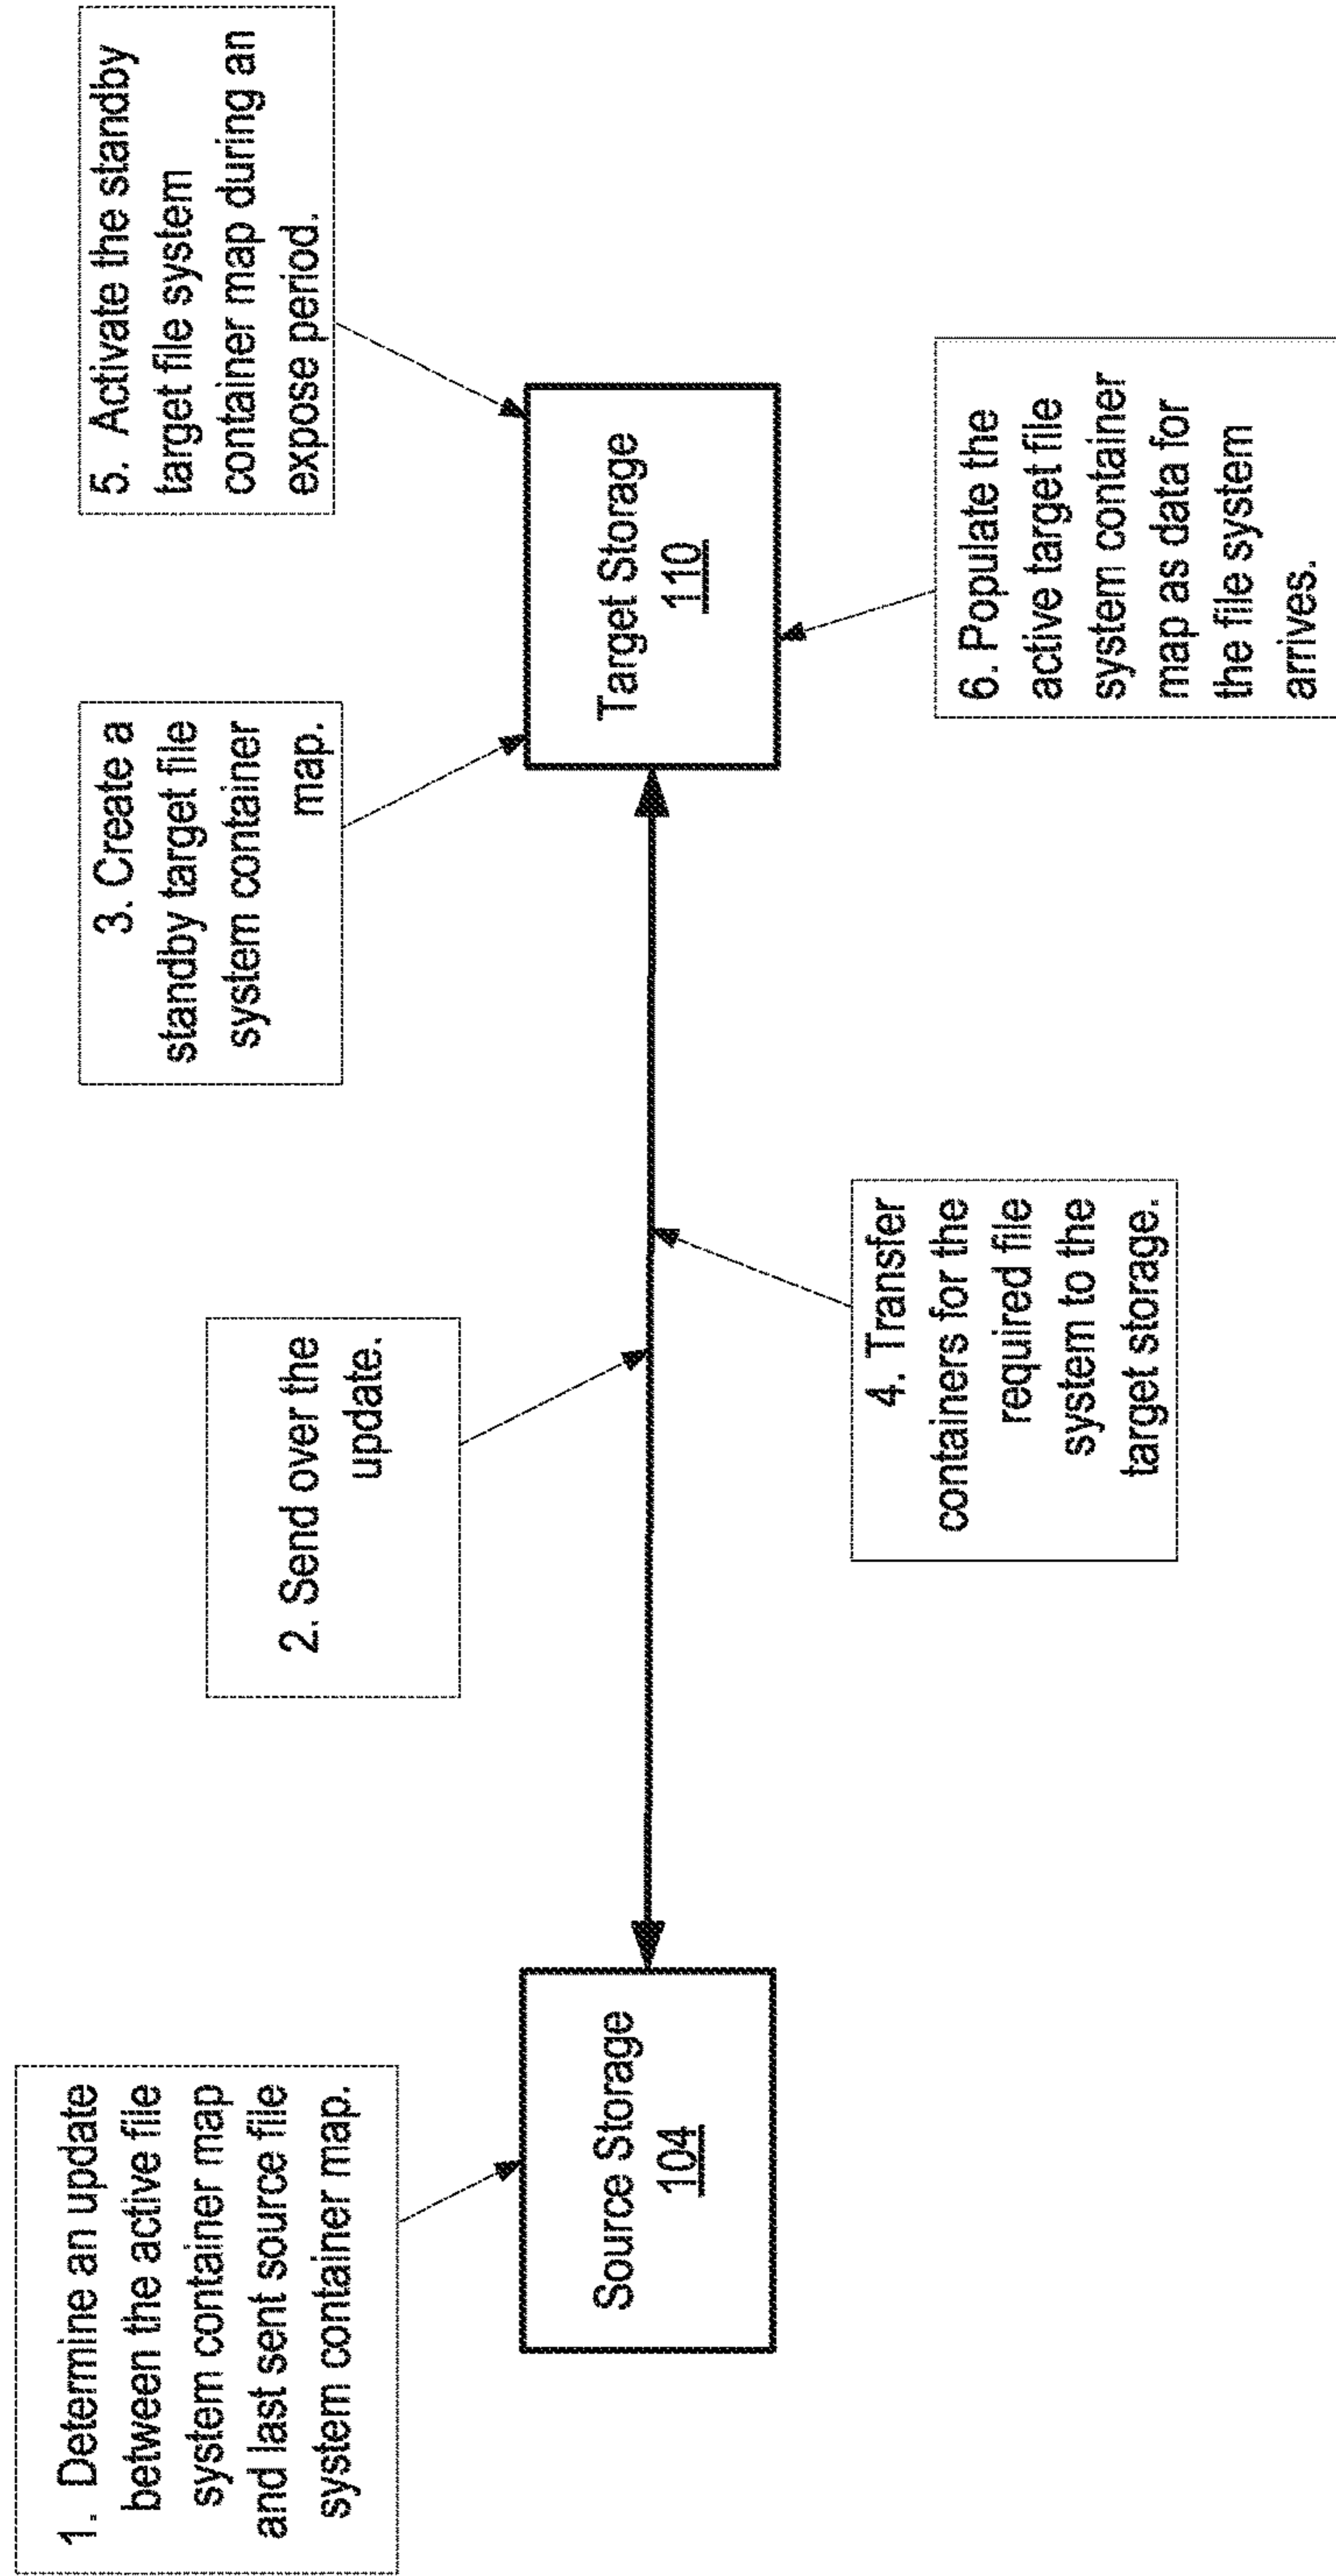 1. Determine an update
between the active file
system container map
and last sent source file
system container map.
2. Send over the
update.
3. Create a
standby target file
system container
map.
5. Activate the standby
target file system
container map during an
expose period.
Source Storage
104
Target Storage
110
4. Transfer
containers for the
required file
system to the
target storage.
6. Populate the
active target file
system container
map as data for
the file system
arrives.